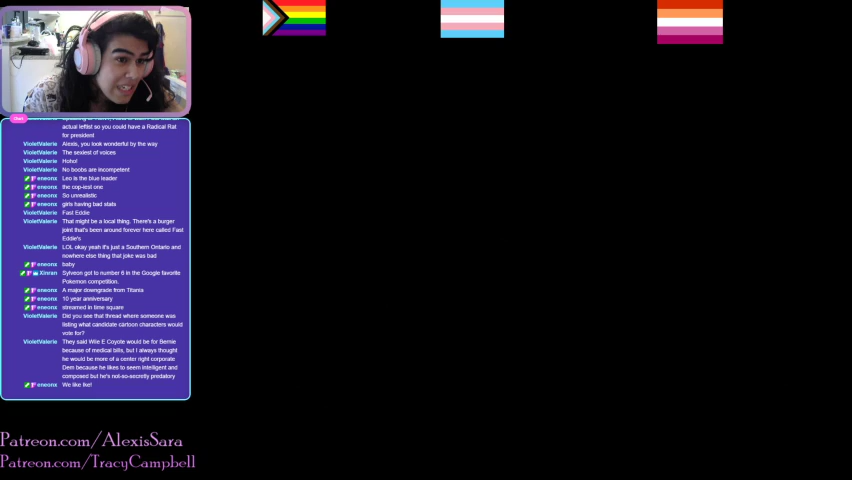 Chat
actual leftist so you could have a Radical Rat
for president
VioletValerie Alexis, you look wonderful by the way
VioletValerie The sexiest of voices
VioletValerie Hoho!
VioletValerie No boobs are incompetent!
eneonx Leo is the blue leader
eneonx the cop-iest one
eneonx So unrealistic
eneonx girls having bad stats
VioletValerie Fast Eddie
VioletValerie That might be a local thing. There's a burger
joint that's been around forever here called Fast
Eddie's
VioletValerie LOL okay yeah it's just a Southern Ontario and
nowhere else thing that joke was bad
eneonx baby
Xinran Sylveon got to number 6 in the Google favorite
Pokemon competition.
eneonx A major downgrade from Titania
eneonx 10 year anniversary
eneonx streamed in time square
VioletValerie Did you see that thread where someone was
listing what candidate cartoon characters would
vote for?
VioletValerie They said Wile E Coyote would be for Bernie
because of medical bills, but I always thought
he would be more of a center right corporate
Dem because he likes to seem intelligent and
composed but he's not-so-secretly predatory
eneonx We like Ike!
Patreon.com/AlexisSara
Patreon.com/TracyCampbell